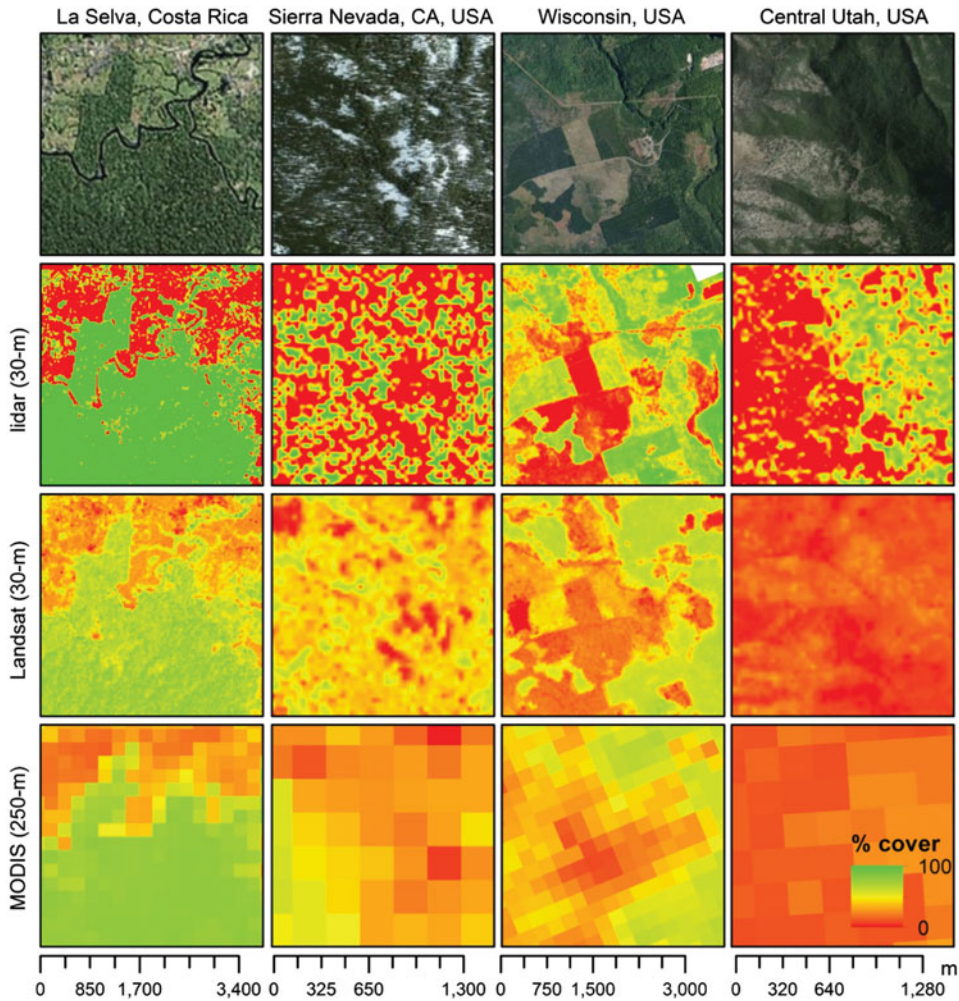 La Selva, Costa Rica
Sierra Nevada, CA, USA
Wisconsin, USA
Central Utah, USA
lidar (30-m)
Landsat (30-m)
MODIS (250-m)
% cover
100
0
0 850 1,700 3,400
0 325 650 1,300
0 750 1,500 3,000
0 320 640 1,280
m